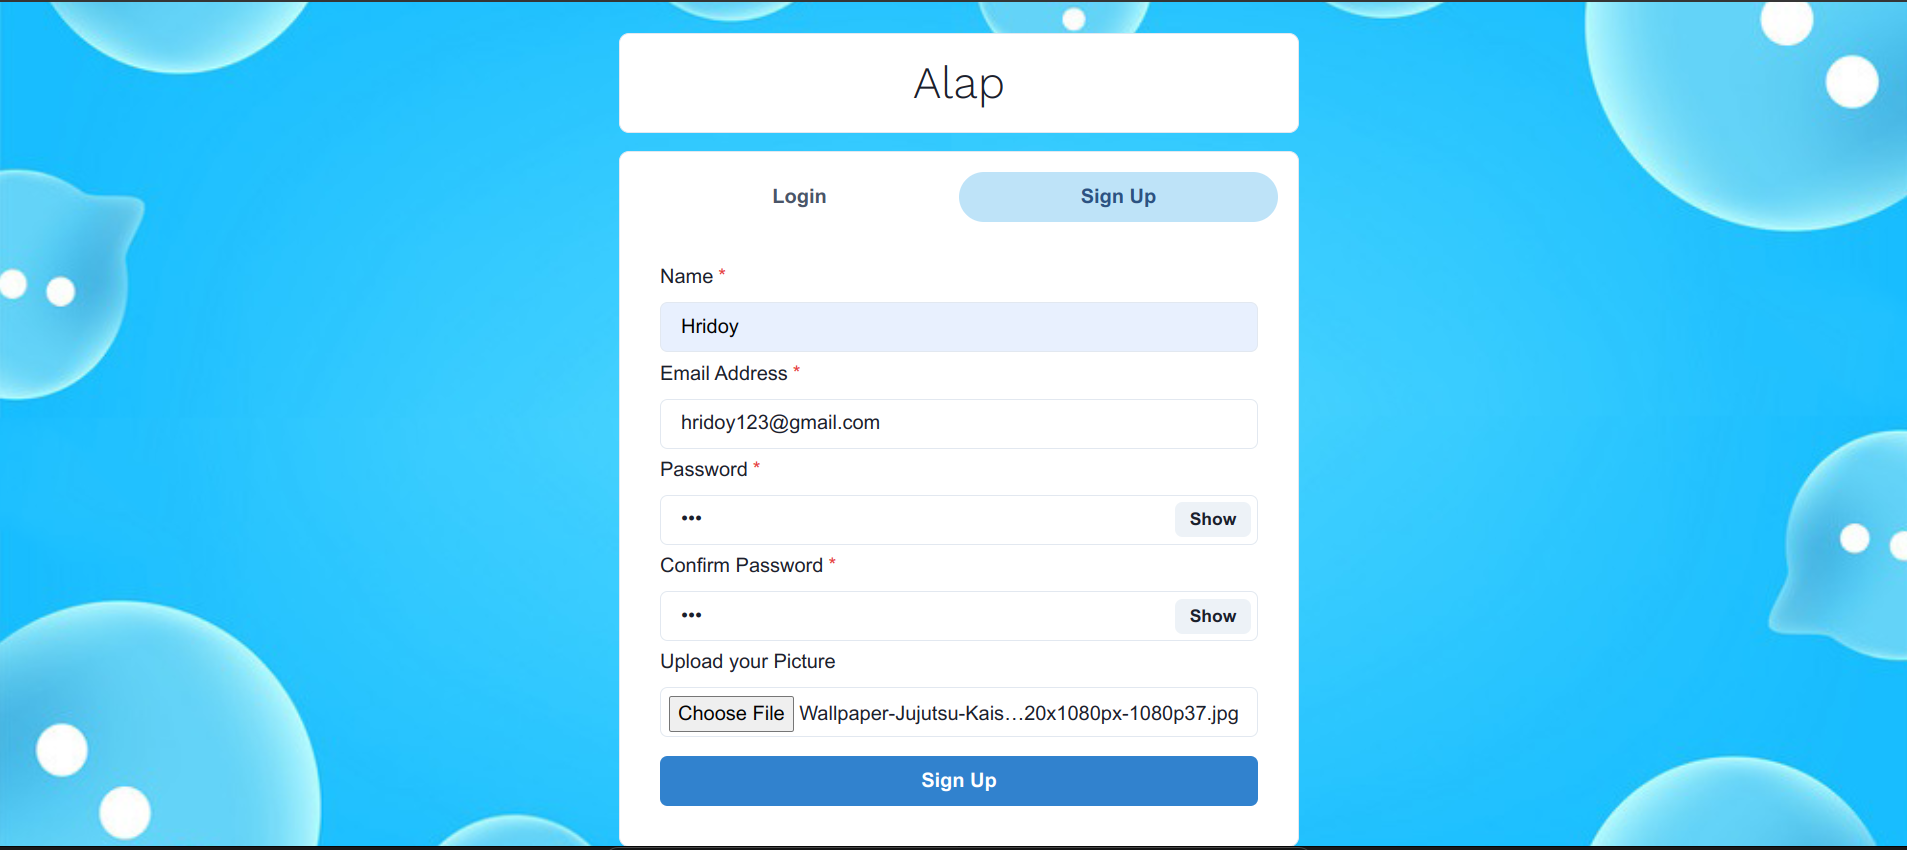 Alap
Login Sign Up
Name *
Hridoy
Email Address *
hridoy123@gmail.com
Password *
••• Show
Confirm Password *
••• Show
Upload your Picture
Choose File Wallpaper-Jujutsu-Kais…20x1080px-1080p37.jpg
Sign Up